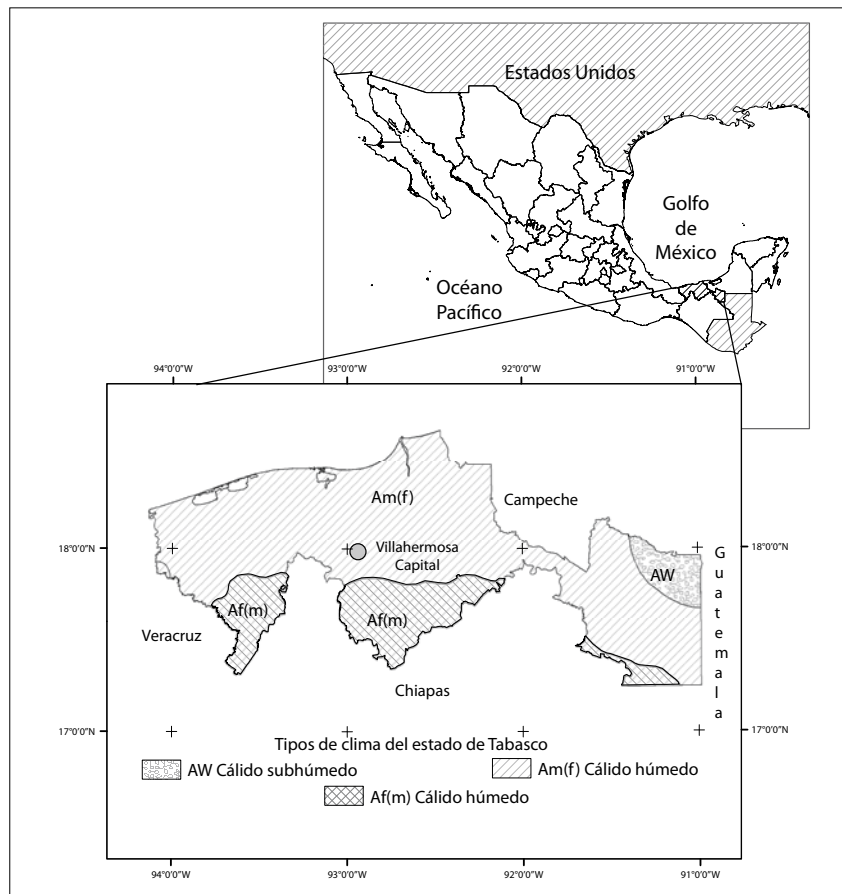 Estados Unidos
Golfo
de
México
Océano
Pacífico
94°0'0"W
93°0'0"W
92°0'0"W
91°0'0"W
Am(f)
Campeche
18°0'0"N
Villahermosa
Capital
18°0'0"N
AW
Af(m)
Af(m)
Veracruz
Guatemala
Chiapas
17°0'0"N
17°0'0"N
Tipos de clima del estado de Tabasco
AW Cálido subhúmedo
Am(f) Cálido húmedo
Af(m) Cálido húmedo
94°0'0"W
93°0'0"W
92°0'0"W
91°0'0"W